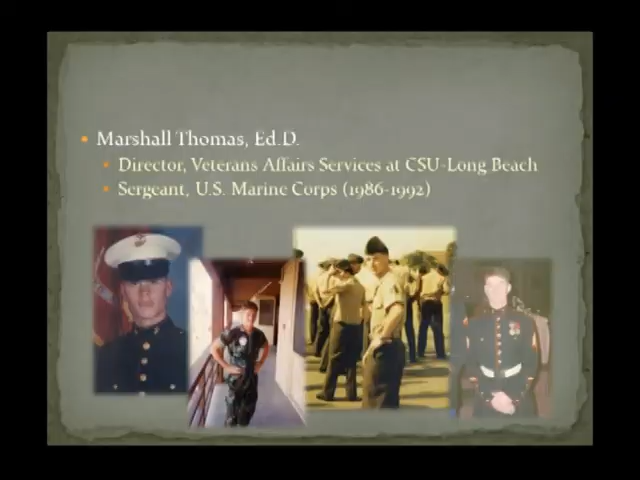 Marshall Thomas, Ed.D.
Director, Veterans Affairs Services at CSU-Long Beach
Sergeant, U.S. Marine Corps (1986-1992)